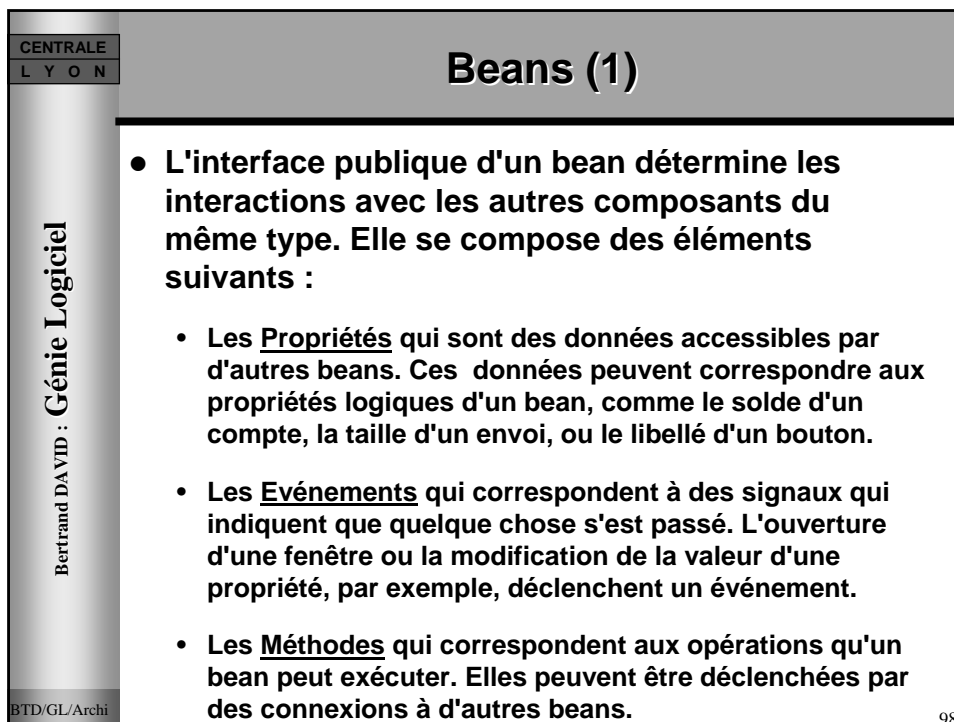 CENTRALE
L Y O N
Beans (1)
Bertrand DAVID : Génie Logiciel
● L'interface publique d'un bean détermine les
interactions avec les autres composants du
même type. Elle se compose des éléments
suivants :
• Les Propriétés qui sont des données accessibles par
d'autres beans. Ces données peuvent correspondre aux
propriétés logiques d'un bean, comme le solde d'un
compte, la taille d'un envoi, ou le libellé d'un bouton.
• Les Evénements qui correspondent à des signaux qui
indiquent que quelque chose s'est passé. L'ouverture
d'une fenêtre ou la modification de la valeur d'une
propriété, par exemple, déclenchent un événement.
• Les Méthodes qui correspondent aux opérations qu'un
bean peut exécuter. Elles peuvent être déclenchées par
des connexions à d'autres beans.
BTD/GL/Archi
98